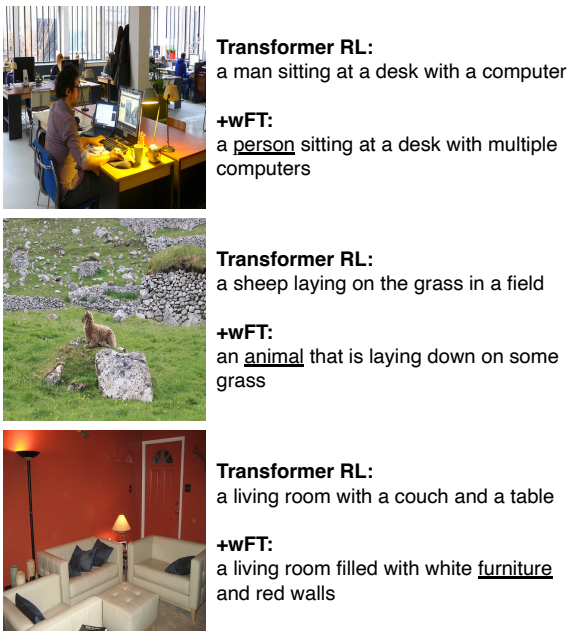 Transformer RL:
a man sitting at a desk with a computer
+wFT:
a person sitting at a desk with multiple
computers
Transformer RL:
a sheep laying on the grass in a field
+wFT:
an animal that is laying down on some
grass
Transformer RL:
a living room with a couch and a table
+wFT:
a living room filled with white furniture
and red walls